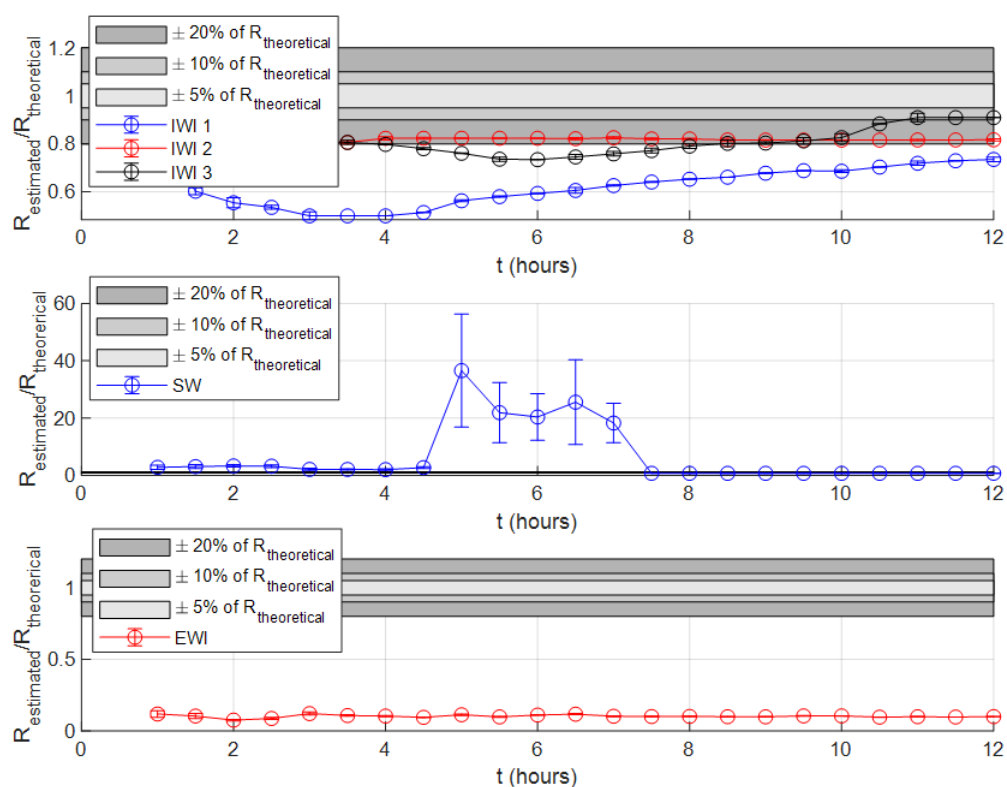 R_estimated/R_theoretical
1.2
1
0.8
0.6
± 20% of R_theoretical
± 10% of R_theoretical
± 5% of R_theoretical
IWI 1
IWI 2
IWI 3
0 2 4 6 8 10 12
t (hours)
R_estimated/R_theorerical
60
40
20
0
± 20% of R_theoretical
± 10% of R_theoretical
± 5% of R_theoretical
SW
0 2 4 6 8 10 12
t (hours)
R_estimated/R_theorerical
1
0.5
0
± 20% of R_theoretical
± 10% of R_theoretical
± 5% of R_theoretical
EWI
0 2 4 6 8 10 12
t (hours)